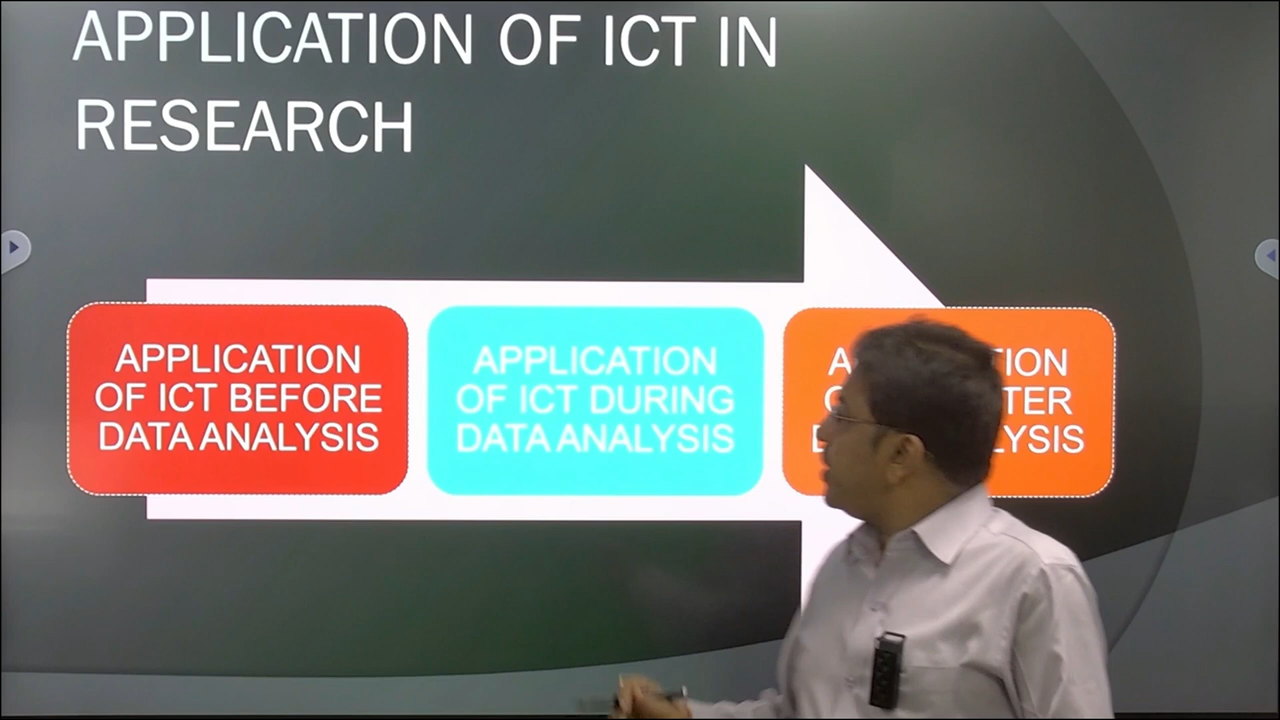 APPLICATION OF ICT IN
RESEARCH
APPLICATION
OF ICT BEFORE
DATA ANALYSIS
APPLICATION
OF ICT DURING
DATA ANALYSIS